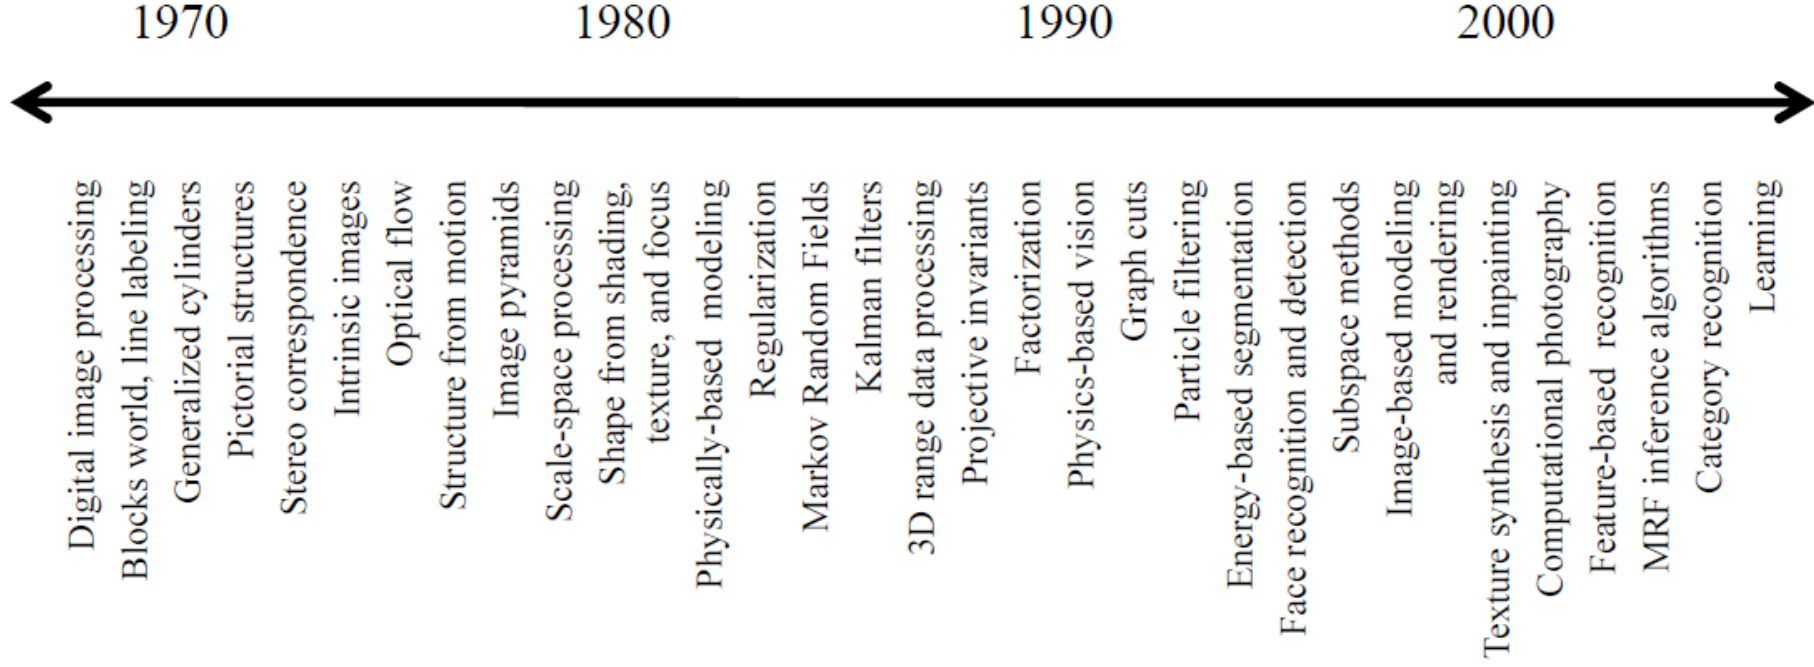 1970
1980
1990
2000
Digital image processing
Blocks world, line labeling
Generalized cylinders
Pictorial structures
Stereo correspondence
Intrinsic images
Optical flow
Structure from motion
Image pyramids
Scale-space processing
Shape from shading,
texture, and focus
Physically-based modeling
Regularization
Markov Random Fields
Kalman filters
3D range data processing
Projective invariants
Factorization
Physics-based vision
Graph cuts
Particle filtering
Energy-based segmentation
Face recognition and detection
Subspace methods
Image-based modeling
and rendering
Texture synthesis and inpainting
Computational photography
Feature-based recognition
MRF inference algorithms
Category recognition
Learning